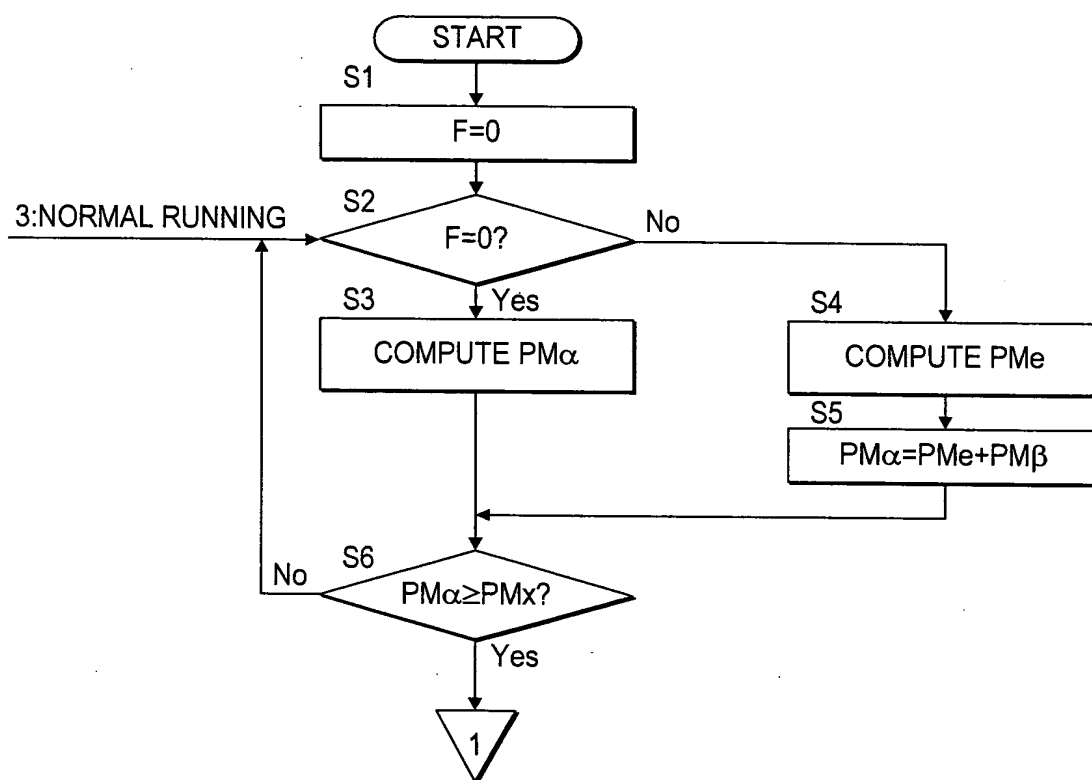 START
S1
F=0
3:NORMAL RUNNING
S2
F=0?
No
Yes
S3
COMPUTE PMα
S4
COMPUTE PMe
S5
PMα=PMe+PMβ
S6
No
PMα≥PMx?
Yes
1